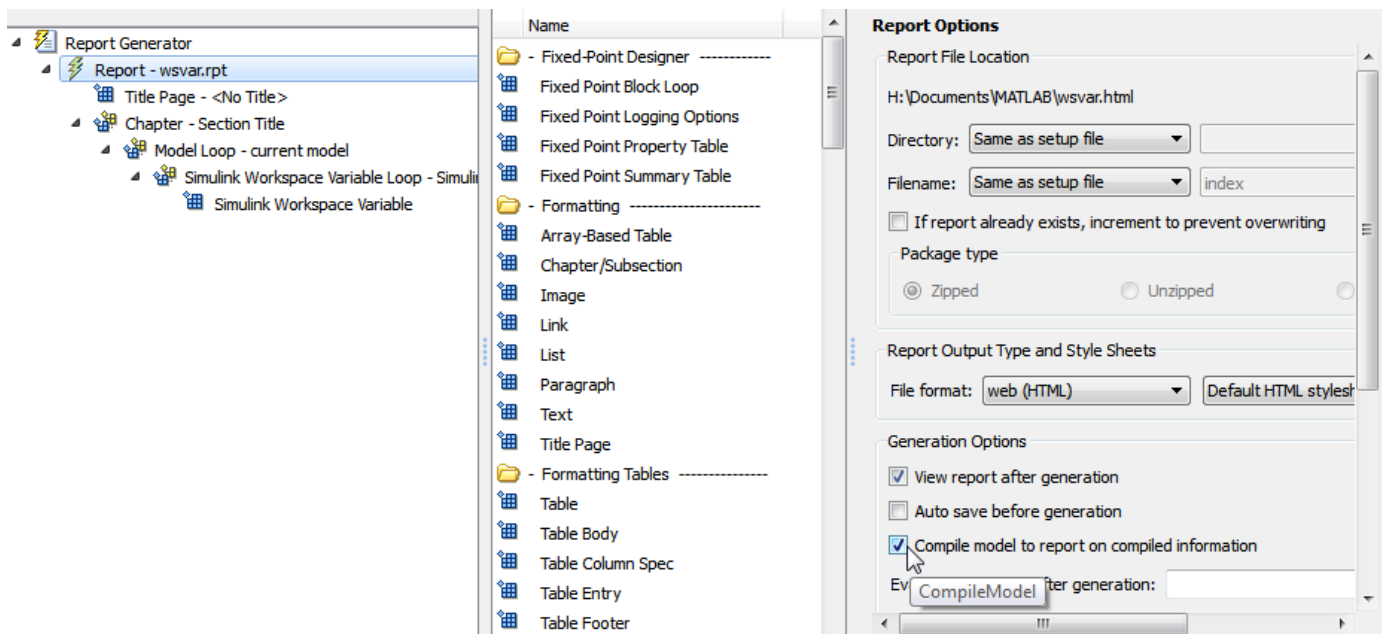 Report Generator
Report - wsvar.rpt
Title Page - <No Title>
Chapter - Section Title
Model Loop - current model
Simulink Workspace Variable Loop - Simuli
Simulink Workspace Variable
Name
- Fixed-Point Designer ------------
Fixed Point Block Loop
Fixed Point Logging Options
Fixed Point Property Table
Fixed Point Summary Table
- Formatting ----------------------
Array-Based Table
Chapter/Subsection
Image
Link
List
Paragraph
Text
Title Page
- Formatting Tables ---------------
Table
Table Body
Table Column Spec
Table Entry
Table Footer
Report Options
Report File Location
H:\Documents\MATLAB\wsvar.html
Directory: Same as setup file
Filename: Same as setup file index
If report already exists, increment to prevent overwriting
Package type
Zipped Unzipped
Report Output Type and Style Sheets
File format: web (HTML) Default HTML stylesh
Generation Options
View report after generation
Auto save before generation
Compile model to report on compiled information
Ev fter generation:
CompileModel